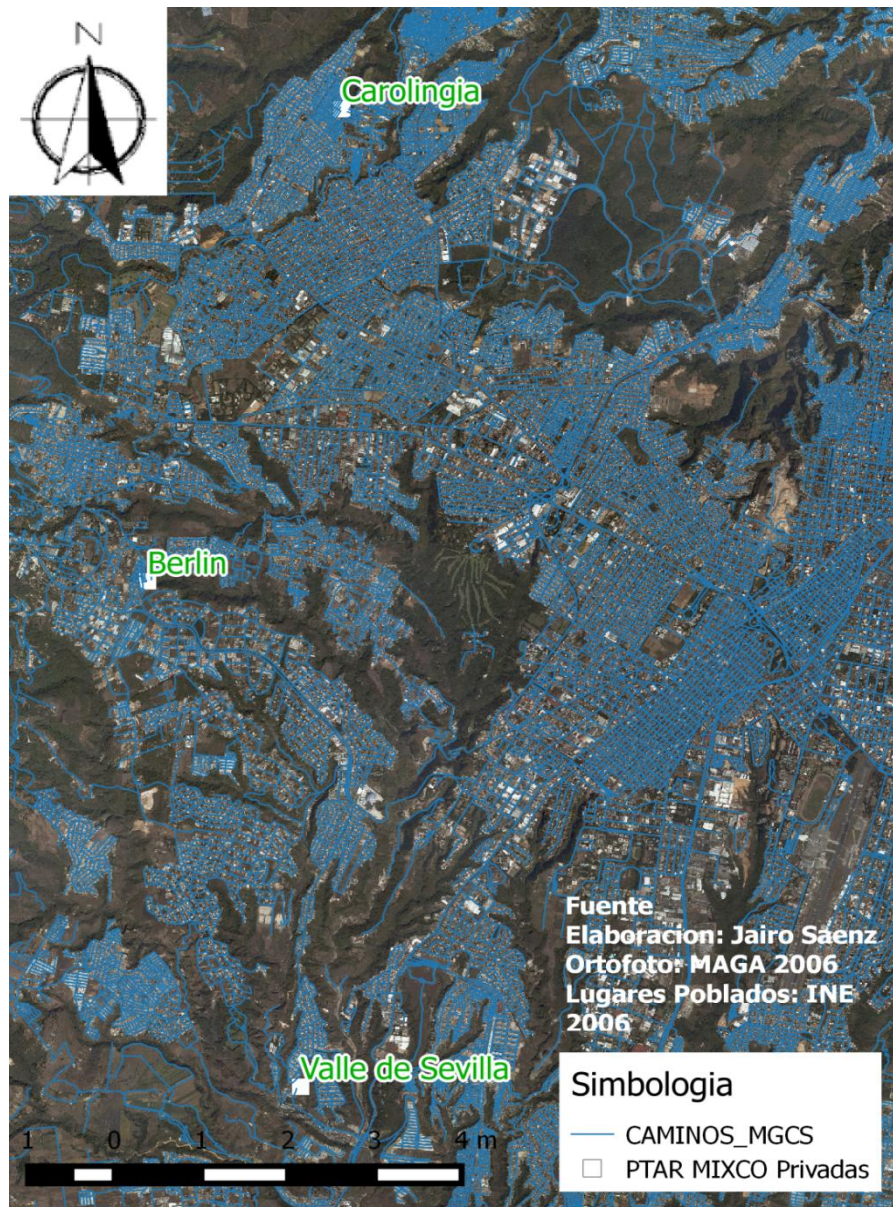 N
Carolingia
Berlin
Fuente
Elaboracion: Jairo Saenz
Ortofoto: MAGA 2006
Lugares Poblados: INE
2006
Valle de Sevilla
Simbologia
CAMINOS_MGCS
PTAR MIXCO Privadas
1 0 1 2 3 4 m